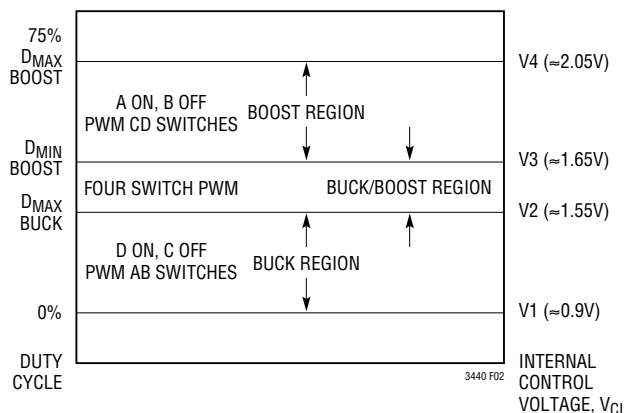 75%
DMAX
BOOST
V4 (≈2.05V)
A ON, B OFF
PWM CD SWITCHES
BOOST REGION
DMIN
BOOST
V3 (≈1.65V)
FOUR SWITCH PWM
BUCK/BOOST REGION
DMAX
BUCK
V2 (≈1.55V)
D ON, C OFF
PWM AB SWITCHES
BUCK REGION
0%
V1 (≈0.9V)
DUTY
CYCLE
3440 F02
INTERNAL
CONTROL
VOLTAGE, VCI